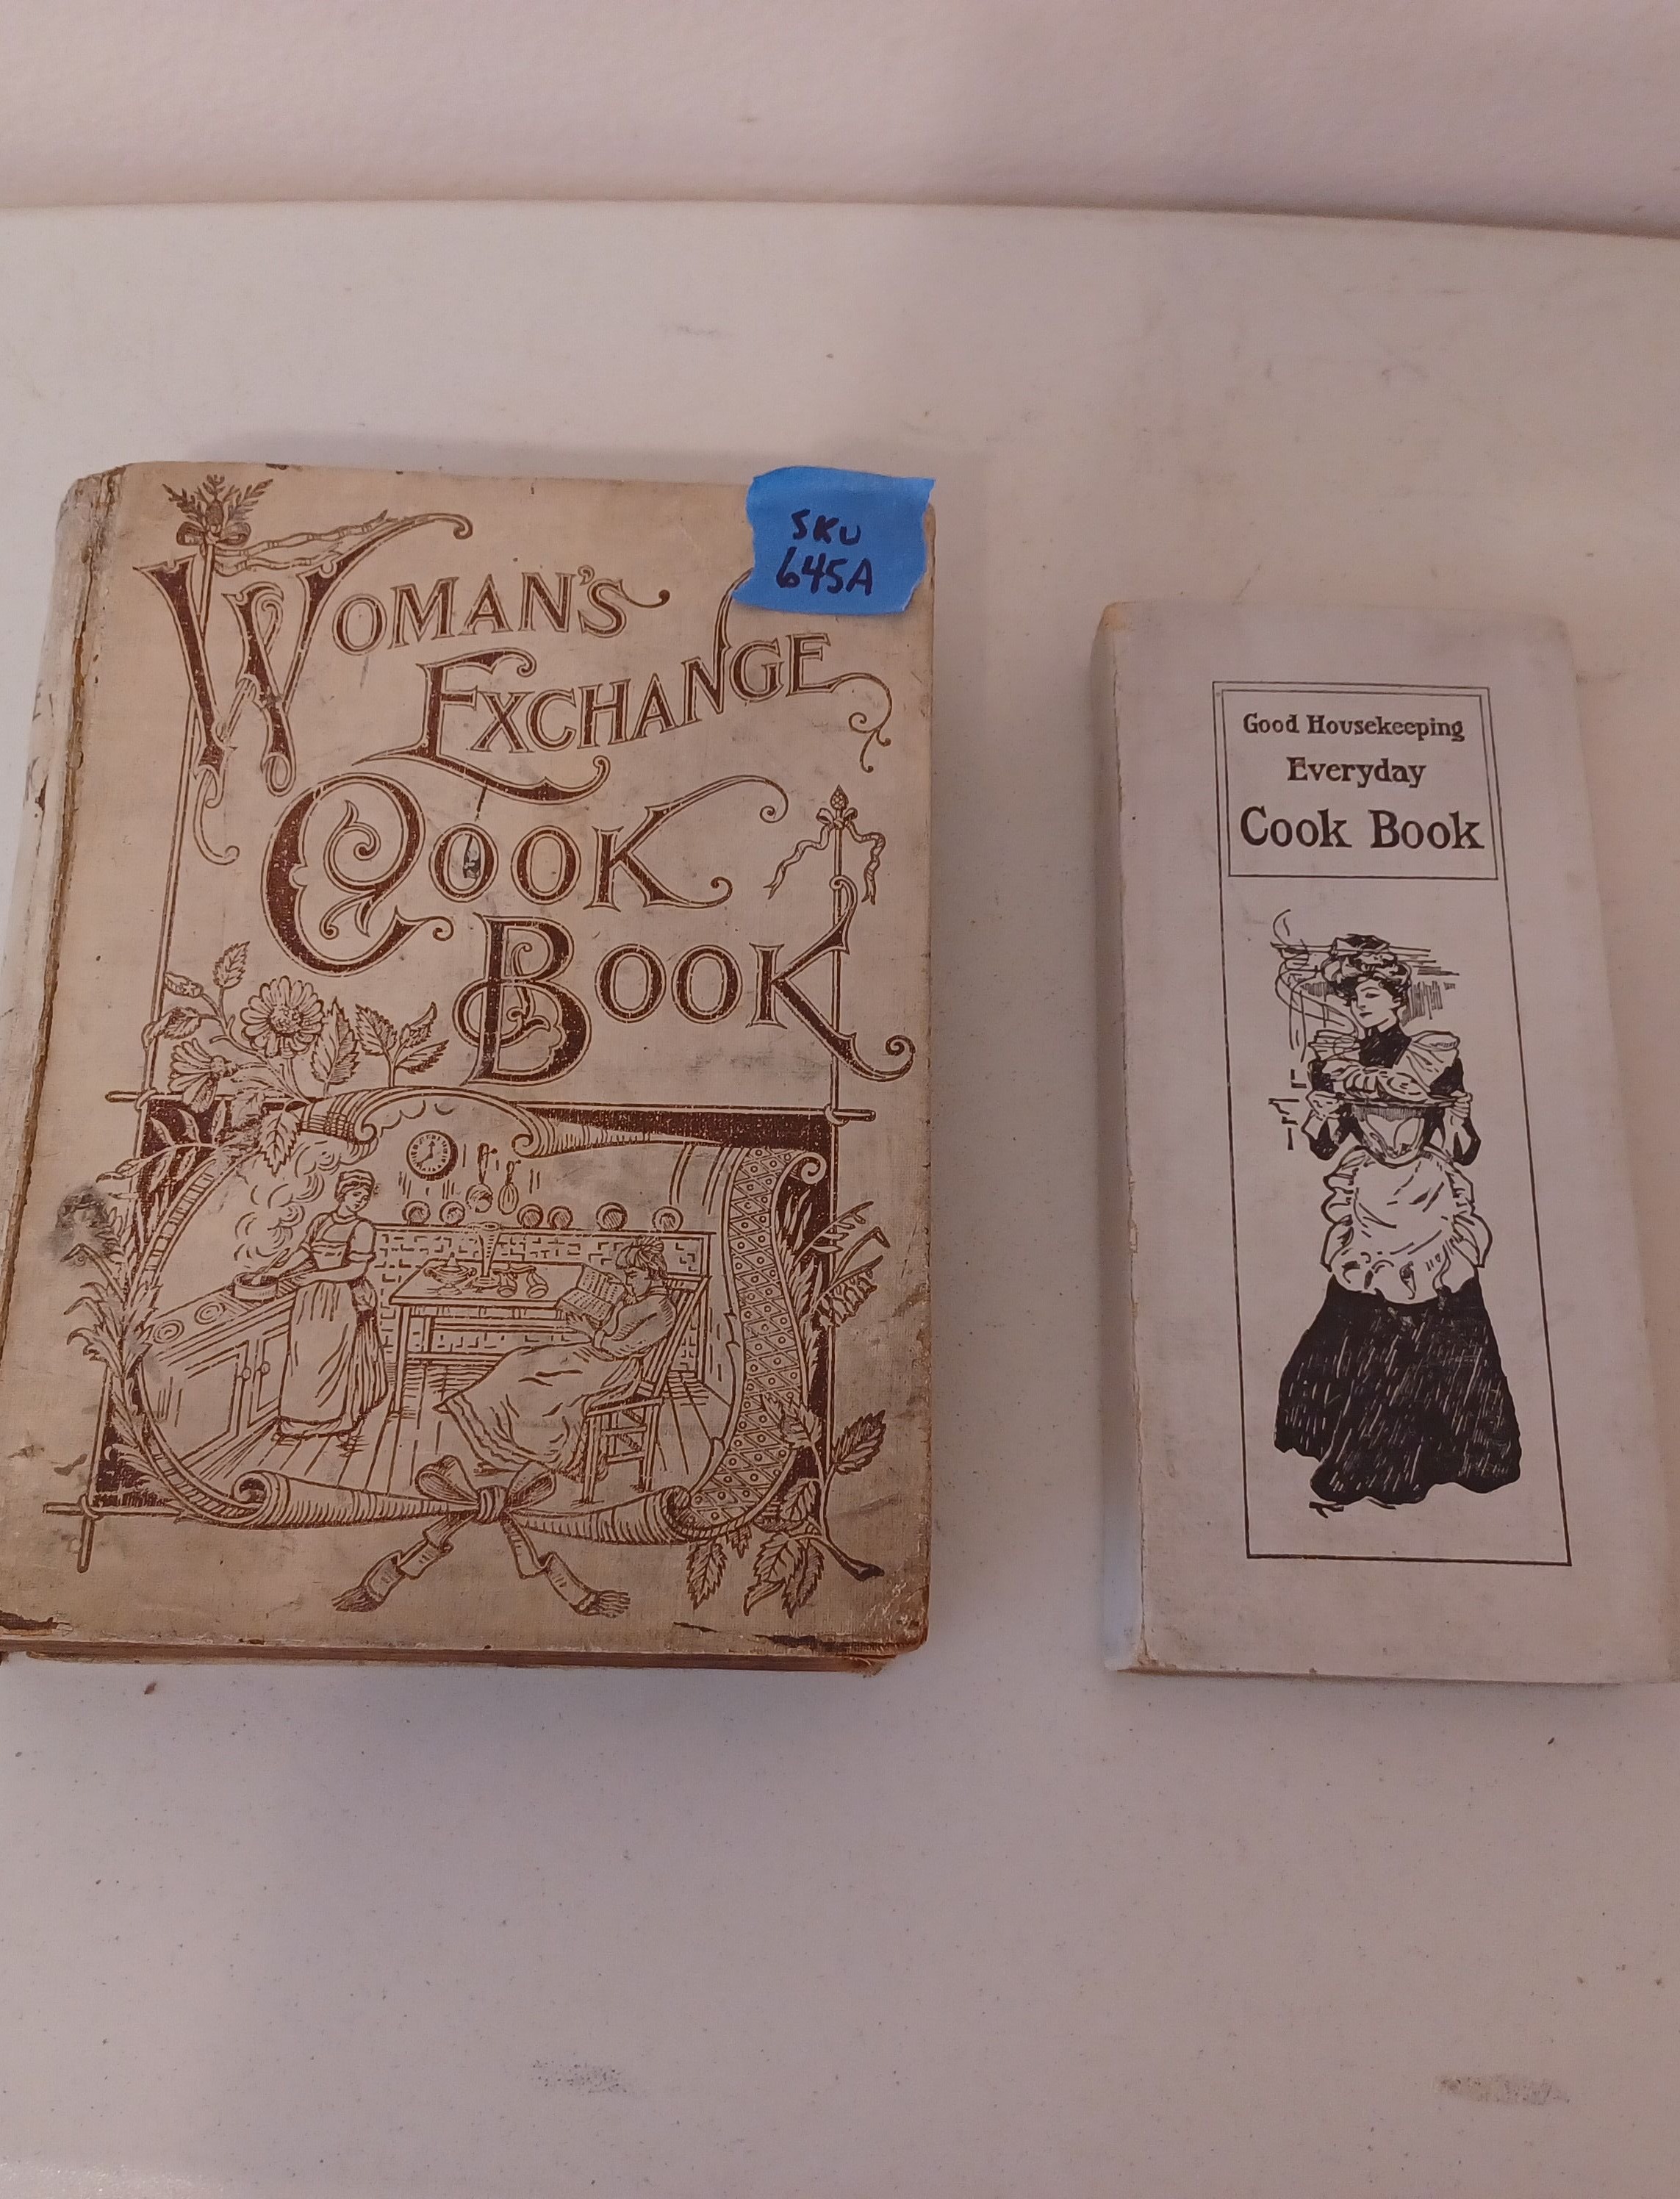 SKU
645A
WOMAN'S
EXCHANGE
COOK
BOOK
Good Housekeeping
Everyday
Cook Book